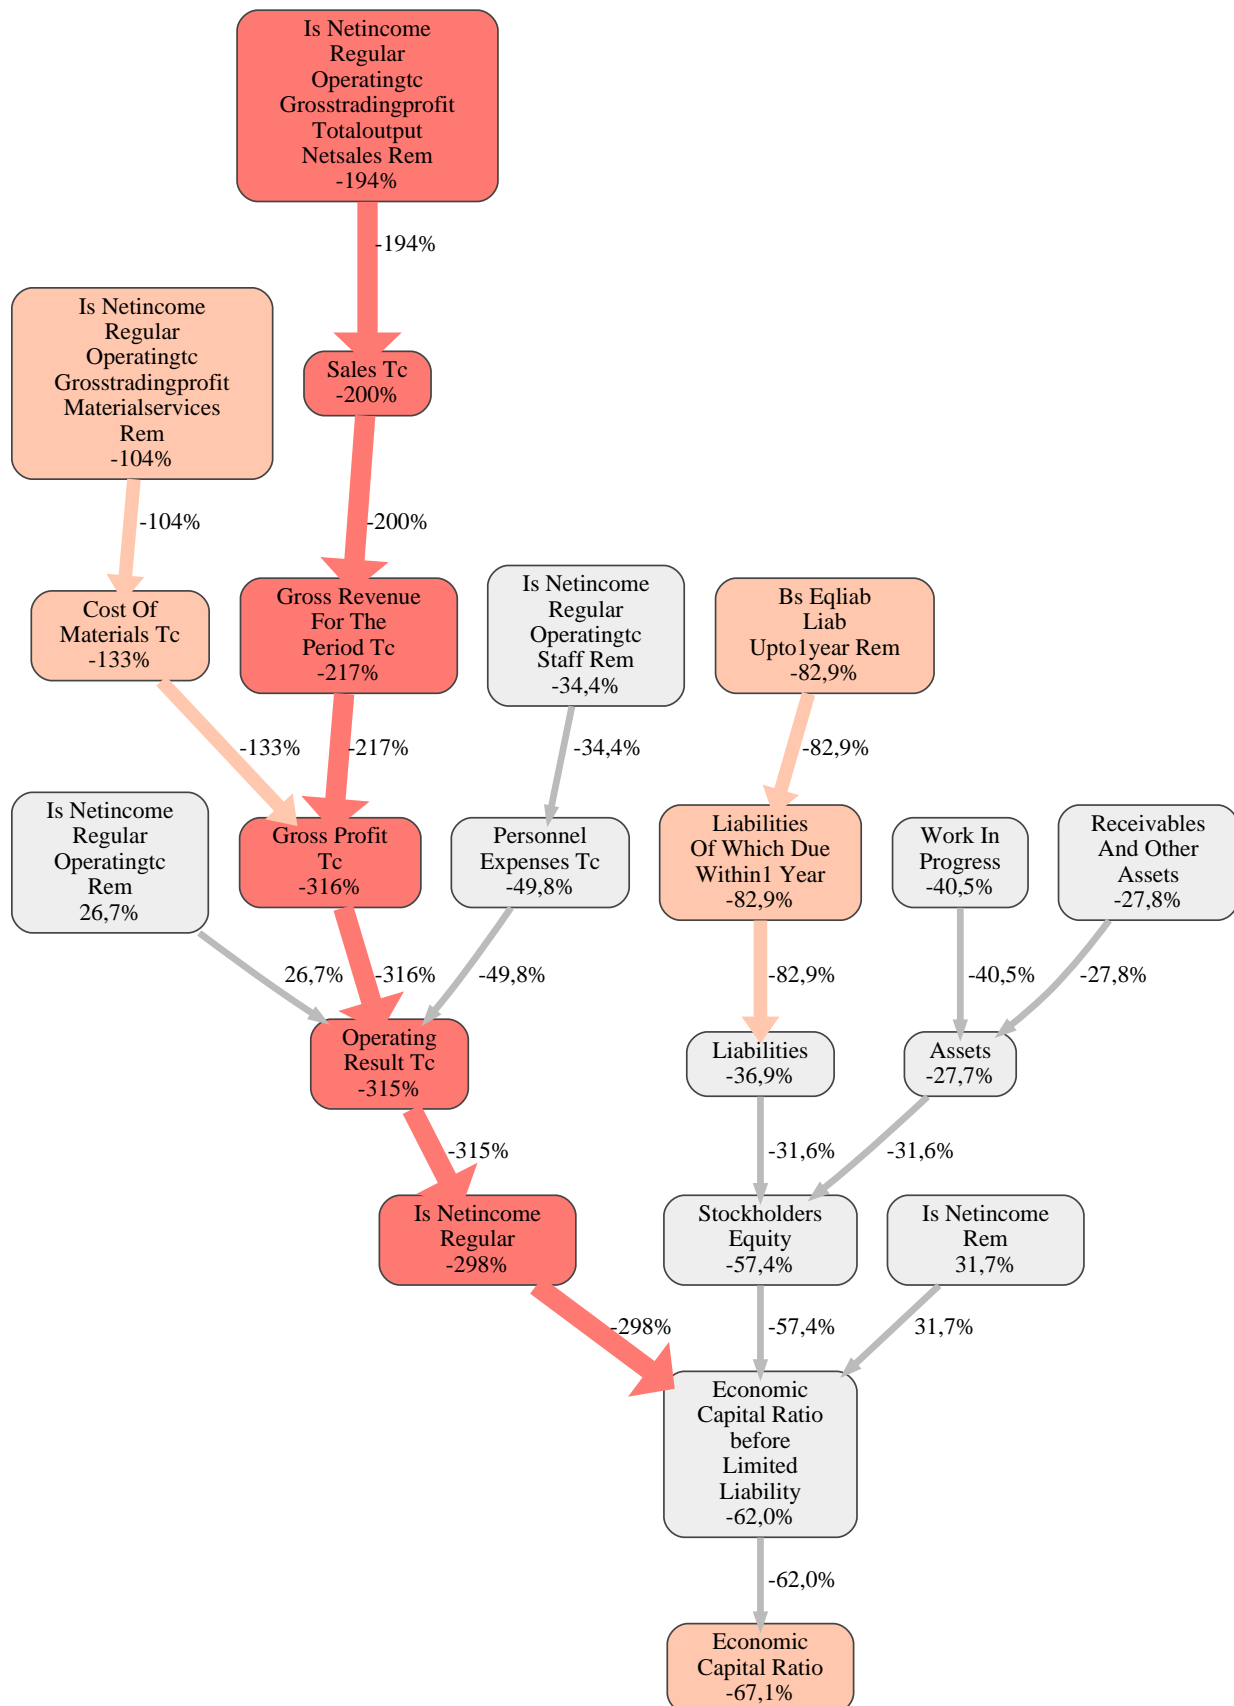 Is Netincome
Regular
Operatingtc
Grosstradingprofit
Totaloutput
Netsales Rem
-194%
-194%
Is Netincome
Regular
Operatingtc
Grosstradingprofit
Materialservices
Rem
-104%
Sales Tc
-200%
-104%
-200%
Cost Of
Materials Tc
-133%
Gross Revenue
For The
Period Tc
-217%
Is Netincome
Regular
Operatingtc
Staff Rem
-34,4%
Bs Eqliab
Liab
Upto1year Rem
-82,9%
-133%
-217%
-34,4%
-82,9%
Is Netincome
Regular
Operatingtc
Rem
26,7%
Gross Profit
Tc
-316%
Personnel
Expenses Tc
-49,8%
Liabilities
Of Which Due
Within1 Year
-82,9%
Work In
Progress
-40,5%
Receivables
And Other
Assets
-27,8%
26,7%
-316%
-49,8%
-82,9%
-40,5%
-27,8%
Operating
Result Tc
-315%
Liabilities
-36,9%
Assets
-27,7%
-315%
-31,6%
-31,6%
Is Netincome
Regular
-298%
Stockholders
Equity
-57,4%
Is Netincome
Rem
31,7%
-298%
-57,4%
31,7%
Economic
Capital Ratio
before
Limited
Liability
-62,0%
-62,0%
Economic
Capital Ratio
-67,1%